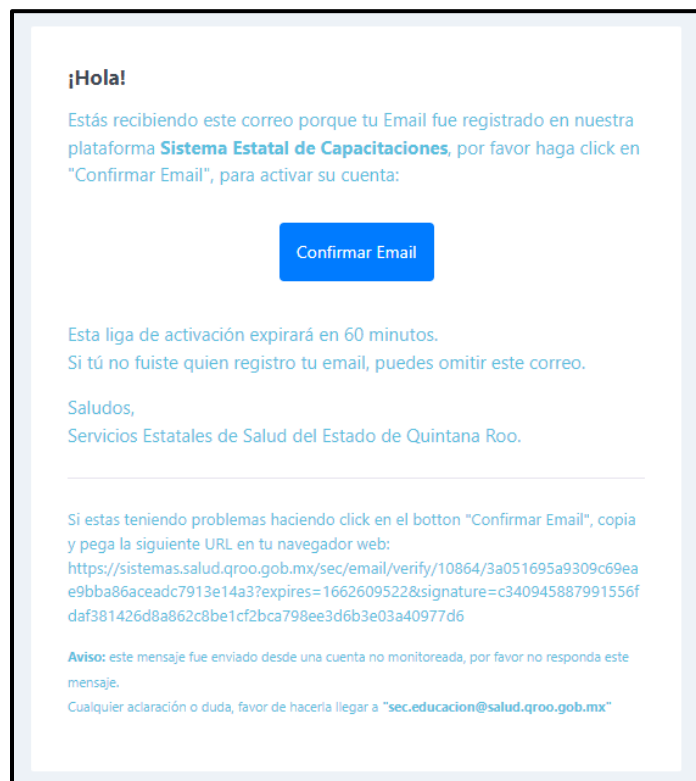 ¡Hola!
Estás recibiendo este correo porque tu Email fue registrado en nuestra
plataforma Sistema Estatal de Capacitaciones, por favor haga click en
"Confirmar Email", para activar su cuenta:
Confirmar Email
Esta liga de activación expirará en 60 minutos.
Si tú no fuiste quien registro tu email, puedes omitir este correo.
Saludos,
Servicios Estatales de Salud del Estado de Quintana Roo.
Si estas teniendo problemas haciendo click en el botton "Confirmar Email", copia
y pega la siguiente URL en tu navegador web:
https://sistemas.salud.qroo.gob.mx/sec/email/verify/10864/3a051695a9309c69ea
e9bba86aceadc7913e14a3?expires=1662609522&signature=c340945887991556f
daf381426d8a862c8be1cf2bca798ee3d6b3e03a40977d6
Aviso: este mensaje fue enviado desde una cuenta no monitoreada, por favor no responda este
mensaje.
Cualquier aclaración o duda, favor de hacerla llegar a "sec.educacion@salud.qroo.gob.mx"